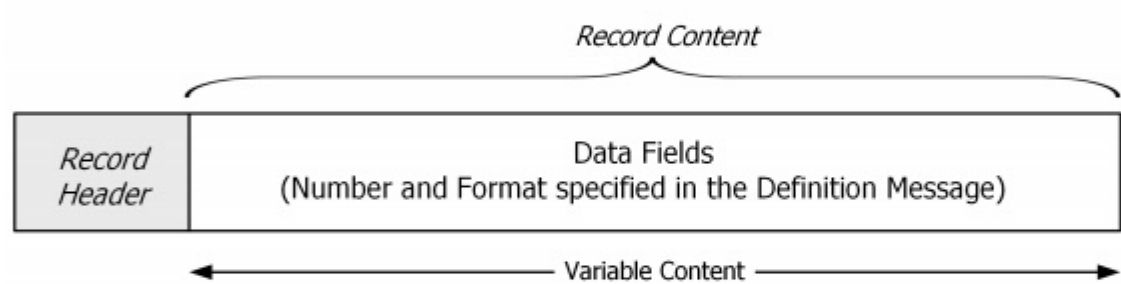 Record Content
Record
Header
Data Fields
(Number and Format specified in the Definition Message)
Variable Content